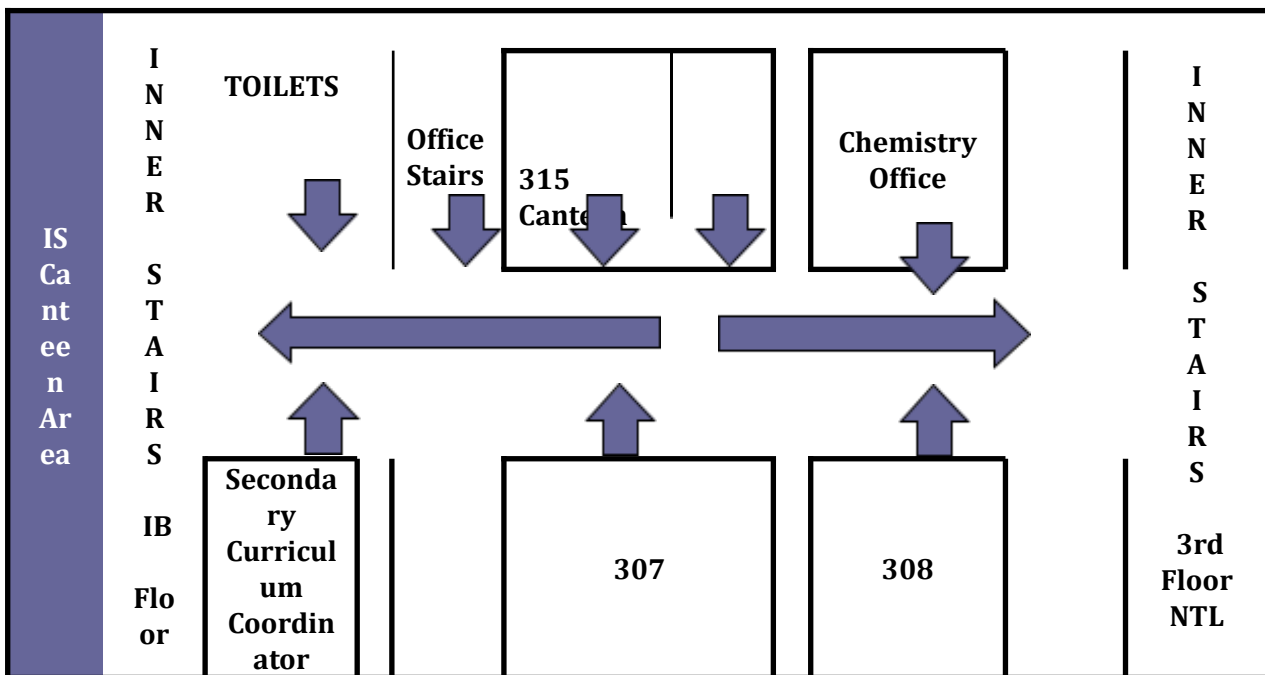 IS
Ca
nt
ee
n
Ar
ea
I
N
N
E
R
S
T
A
I
R
S
IB
Flo
or
TOILETS
Office
Stairs
315
Canteen
Chemistry
Office
Seconda
ry
Curricul
um
Coordin
ator
307
308
I
N
N
E
R
S
T
A
I
R
S
3rd
Floor
NTL